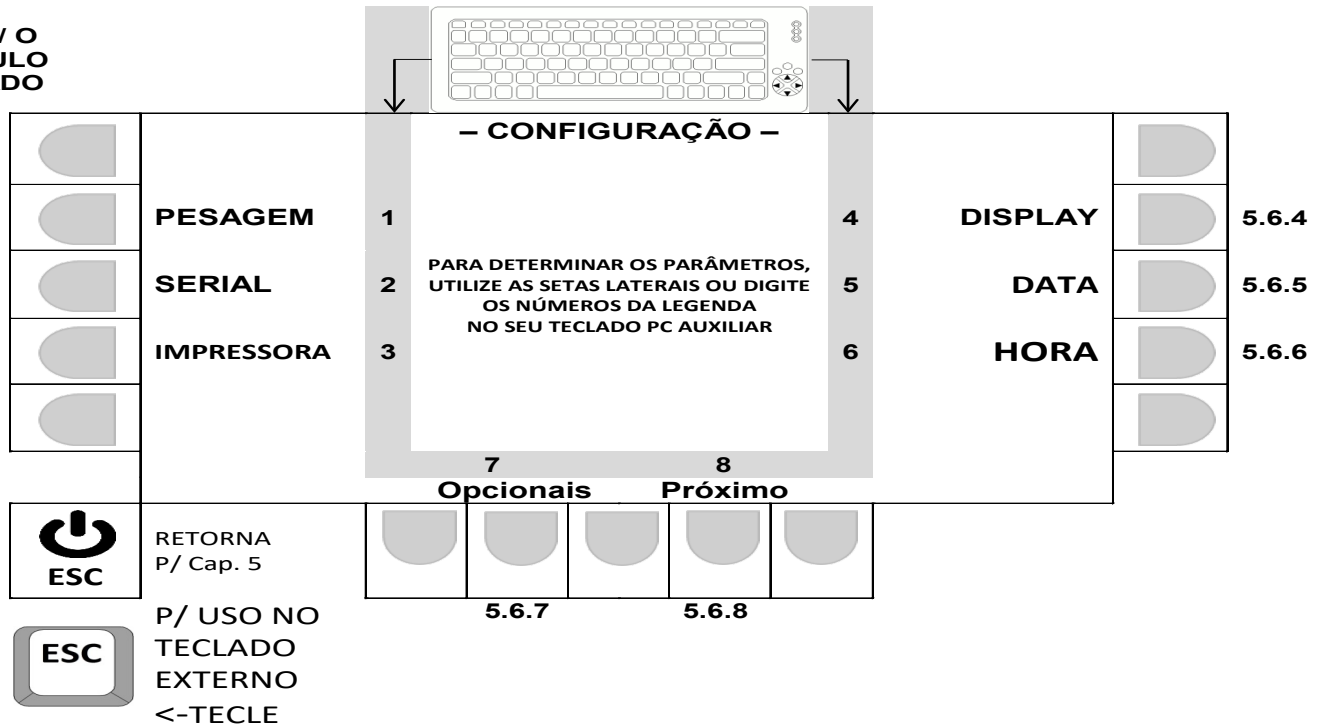 DO
– CONFIGURAÇÃO –
PESAGEM 1
4 DISPLAY 5.6.4
SERIAL 2
5 DATA 5.6.5
IMPRESSORA 3
6 HORA 5.6.6
PARA DETERMINAR OS PARÂMETROS,
UTILIZE AS SETAS LATERAIS OU DIGITE
OS NÚMEROS DA LEGENDA
NO SEU TECLADO PC AUXILIAR
7 8
Opcionais Próximo
5.6.7 5.6.8
ESC
RETORNA
P/ Cap. 5
ESC
P/ USO NO
TECLADO
EXTERNO
<-TECLE